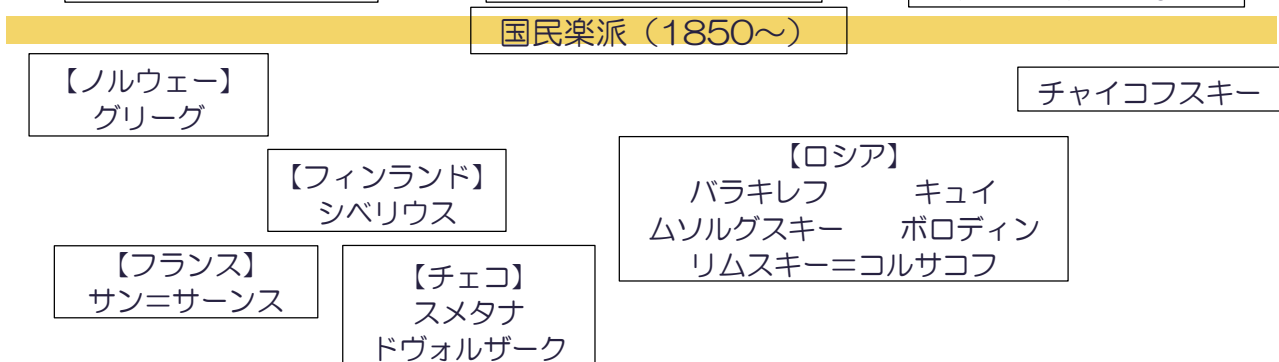 国民楽派（1850～）
【ノルウェー】
グリーグ
チャイコフスキー
【フィンランド】
シベリウス
【ロシア】
バラキレフ　　キュイ
ムソルグスキー　ボロディン
リムスキー＝コルサコフ
【フランス】
サン＝サーンス
【チェコ】
スメタナ
ドヴォルザーク